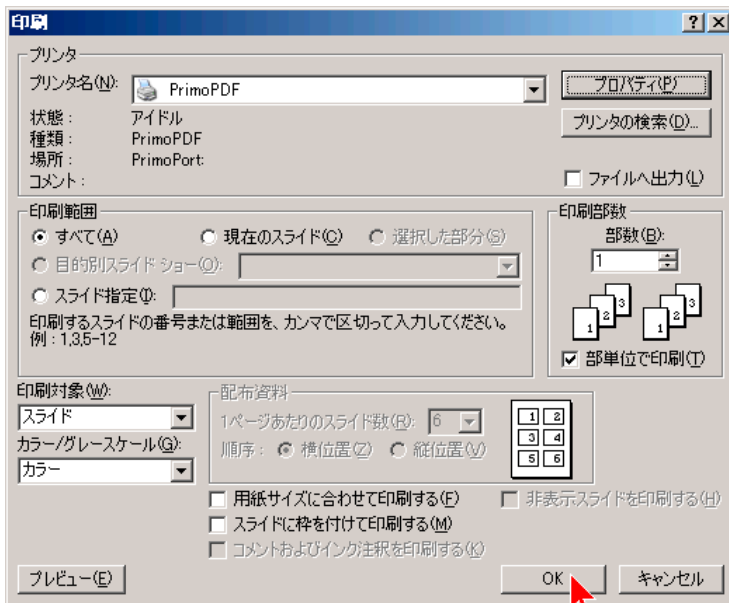 印刷
プリンタ
プリンタ名(N): PrimoPDF プロパティ(P)
状態： アイドル プリンタの検索(D)...
種類： PrimoPDF
場所： PrimoPort:
コメント： ファイルへ出力(L)
印刷範囲
すべて(A) 現在のスライド(C) 選択した部分(S)
目的別スライド ショー(O):
スライド指定(I):
印刷するスライドの番号または範囲を、カンマで区切って入力してください。
例：1,3,5-12
印刷部数
部数(B):
1
1 2 3 1 2 3
部単位で印刷(T)
印刷対象(W):
スライド
カラー/グレースケール(G):
カラー
配布資料
1ページあたりのスライド数(R): 6
順序： 横位置(Z) 縦位置(V)
1 2
3 4
5 6
用紙サイズに合わせて印刷する(F) 非表示スライドを印刷する(H)
スライドに枠を付けて印刷する(M)
コメントおよびインク注釈を印刷する(K)
プレビュー(E) OK キャンセル